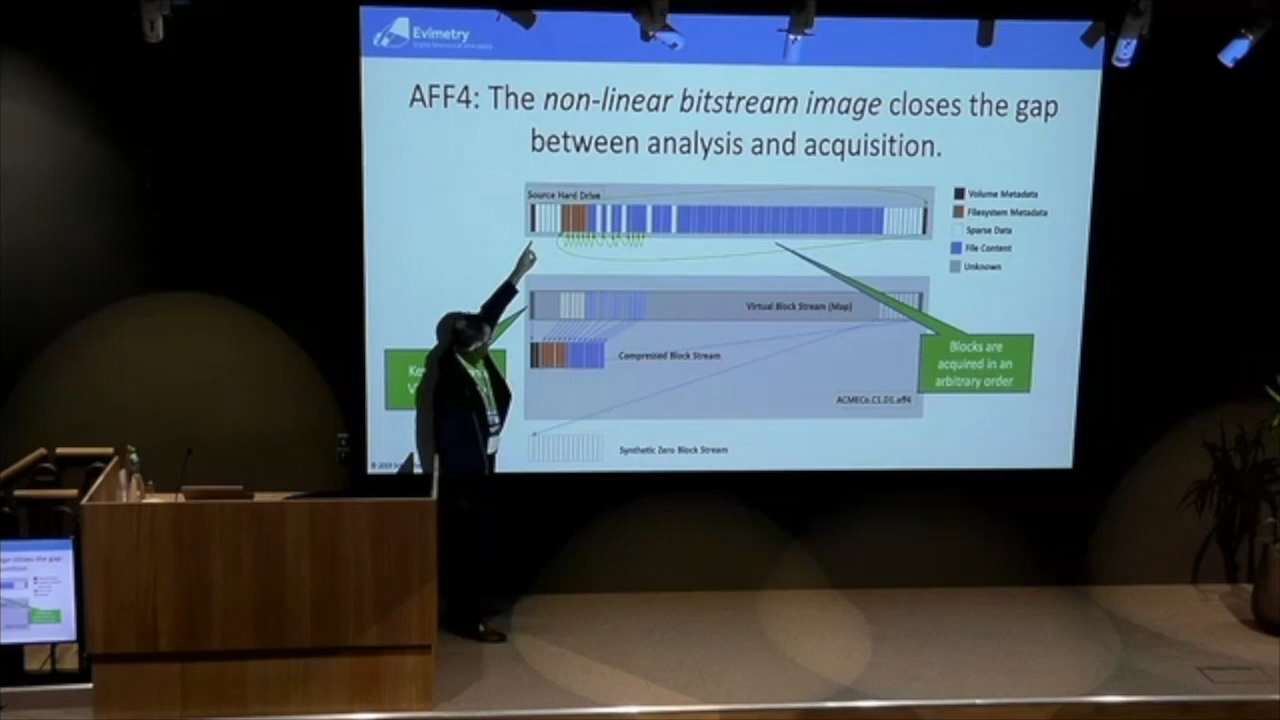 Evimetry
AFF4: The non-linear bitstream image closes the gap
between analysis and acquisition.
Source Hard Drive
Volume Metadata
Filesystem Metadata
Sparse Data
File Content
Unknown
Virtual Block Stream (Map)
Compressed Block Stream
Blocks are
acquired in an
arbitrary order
ACMECo.C1.D1.aff4
Synthetic Zero Block Stream
© 2019